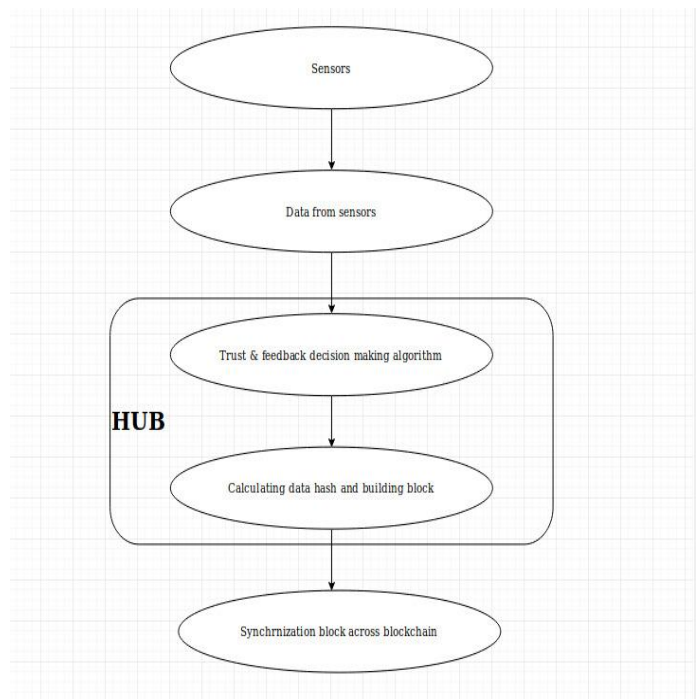 Sensors
Data from sensors
Trust & feedback decision making algorithm
HUB
Calculating data hash and building block
Synchrnization block across blockchain